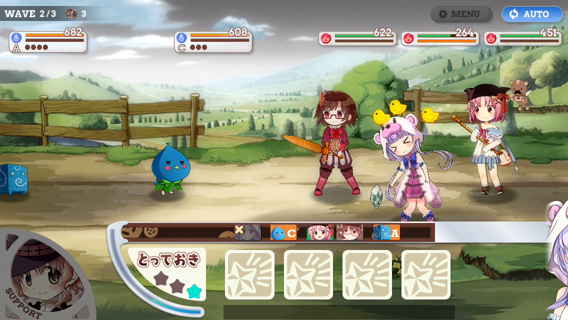 WAVE 2/3 3
MENU
AUTO
682
A
608
C
622
264
451
C
A
とっておき
SUPPORT